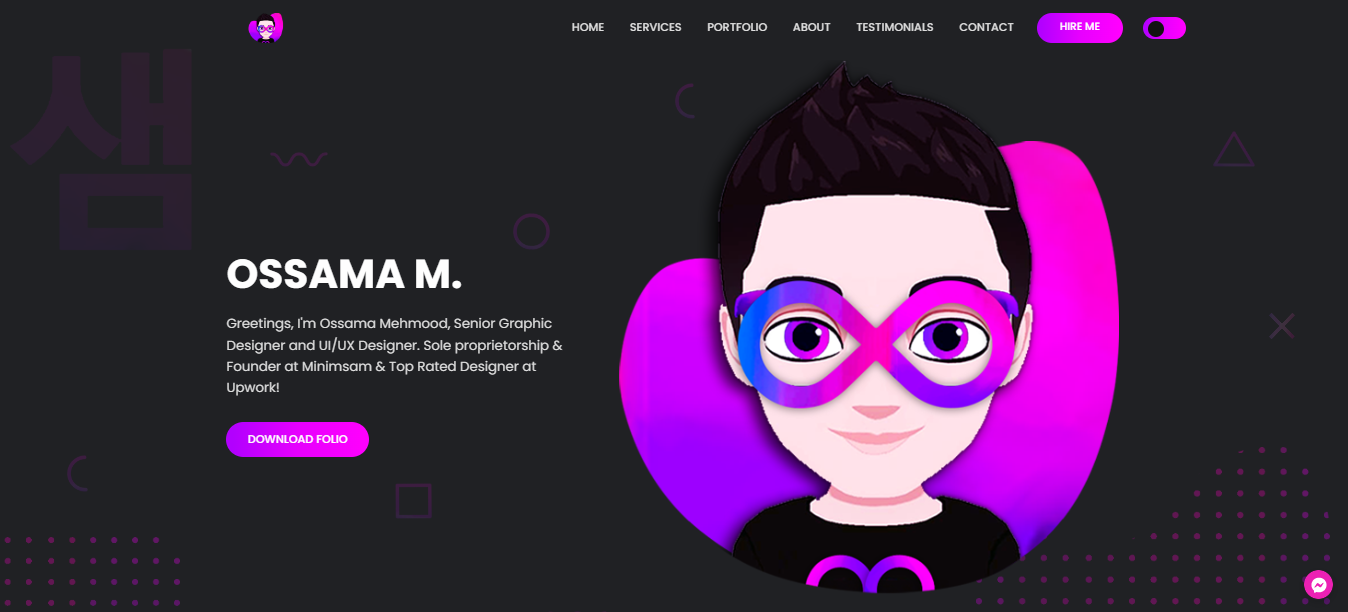 HOME SERVICES PORTFOLIO ABOUT TESTIMONIALS CONTACT HIRE ME
샘
OSSAMA M.
Greetings, I'm Ossama Mehmood, Senior Graphic
Designer and UI/UX Designer. Sole proprietorship &
Founder at Minimsam & Top Rated Designer at
Upwork!
DOWNLOAD FOLIO